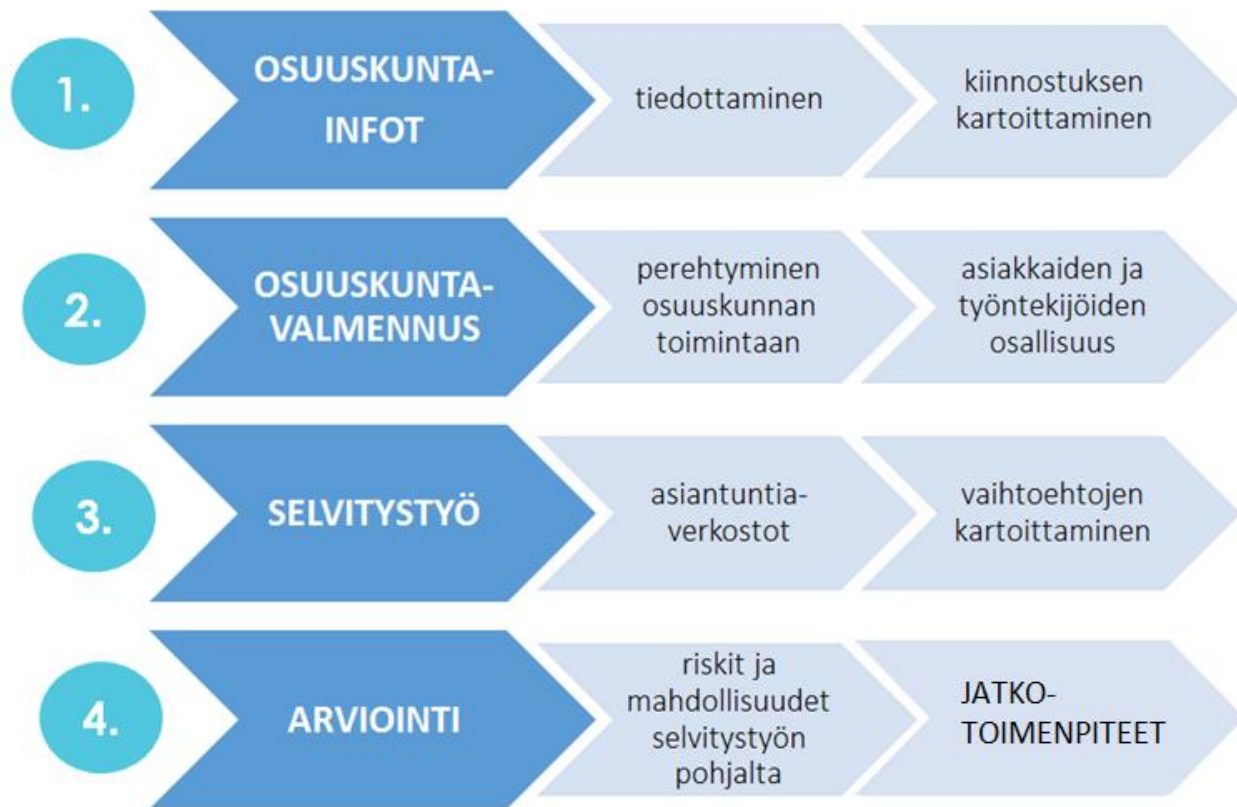 1.
OSUUSKUNTA-
INFOT
tiedottaminen
kiinnostuksen
kartoittaminen
2.
OSUUSKUNTA-
VALMENNUS
perehtyminen
osuuskunnan
toimintaan
asiakkaiden ja
työntekijöiden
osallisuus
3.
SELVITYSTYÖ
asiantuntia-
verkostot
vaihtoehtojen
kartoittaminen
4.
ARVIOINTI
riskit ja
mahdollisuudet
selvitystyön
pohjalta
JATKO-
TOIMENPITEET